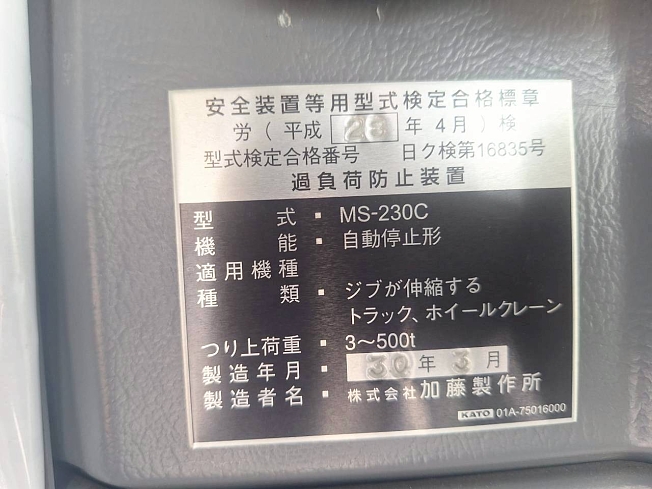 安全装置等用型式検定合格標章
労(平成 28 年4月)検
型式検定合格番号 日ク検第16835号
過負荷防止装置
型式・MS-230C
機能・自動停止形
適用機種
種類・ジブが伸縮する
トラック、ホイールクレーン
つり上荷重・3～500t
製造年月・30年3月
製造者名・株式会社加藤製作所
KATO 01A-75016000